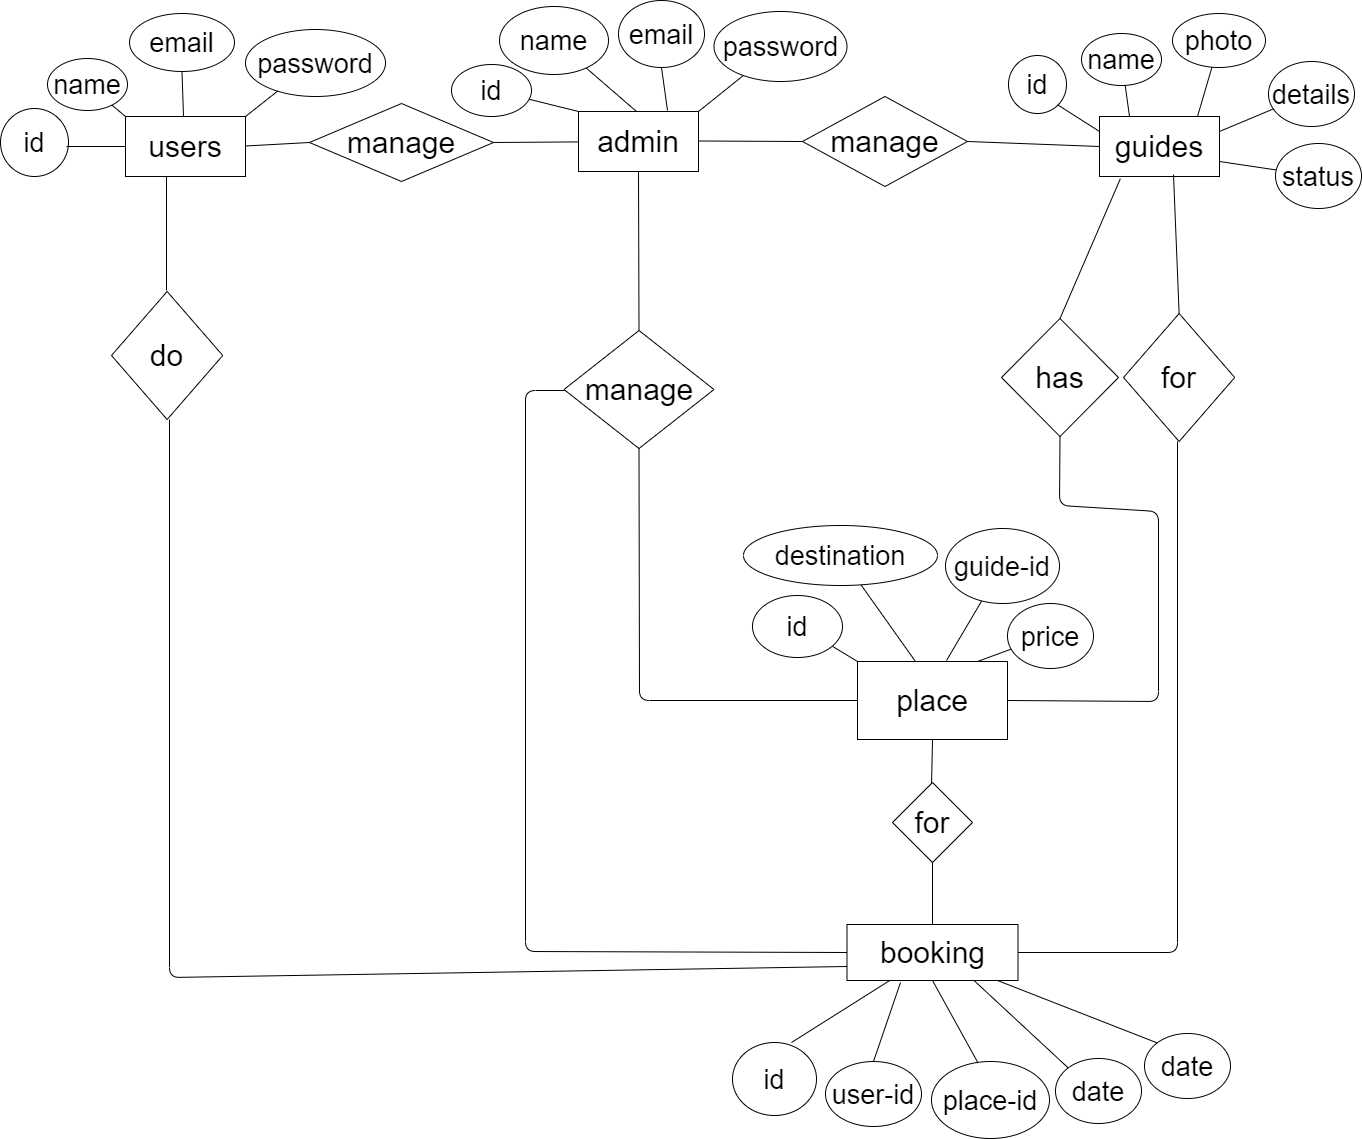 email
name
password
id
users
manage
name
email
password
id
admin
manage
photo
name
id
details
guides
status
do
manage
has
for
destination
guide-id
id
price
place
for
booking
id
user-id
place-id
date
date